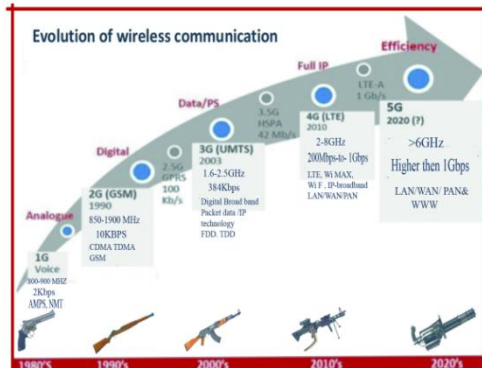 Evolution of wireless communication
Efficiency
Full IP
LTE-A
1 Gb/s
Data/PS
3.5G
HSPA
42 Mb/s
Digital
2.5G
GPRS
100
Kb/s
Analogue
5G
2020 (?)
>6GHz
Higher then 1Gbps
LAN/WAN/ PAN&
WWW
4G (LTE)
2010
2-8GHz
200Mbps-to- 1Gbps
LTE, Wi MAX,
Wi F , IP-broadband
LAN/WAN/PAN
3G (UMTS)
2003
1.6-2.5GHz
384Kbps
Digital Broad band
Packet data /IP
technology
FDD. TDD
2G (GSM)
1990
850-1900 MHz
10KBPS
CDMA TDMA
GSM
1G
Voice
800-900 MHZ
2Kbps
AMPS, NMT
1980'S
1990's
2000's
2010's
2020's